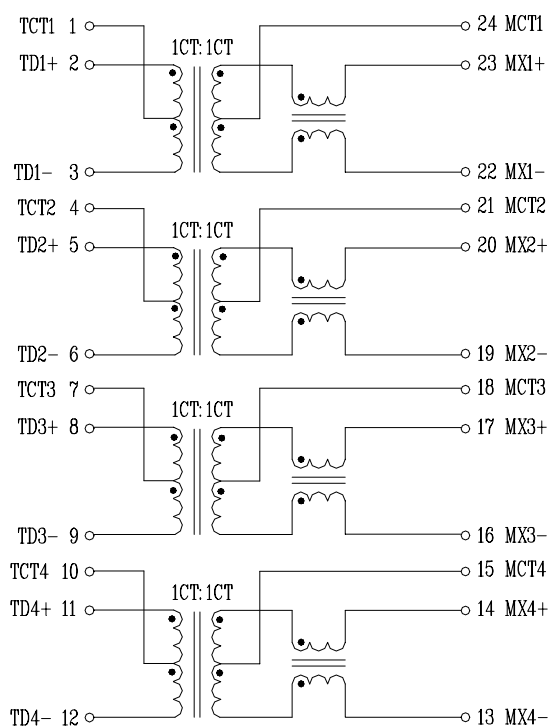 TCT1 1 24 MCT1
1CT:1CT
TD1+ 2 23 MX1+
TD1- 3 22 MX1-
TCT2 4 21 MCT2
1CT:1CT
TD2+ 5 20 MX2+
TD2- 6 19 MX2-
TCT3 7 18 MCT3
1CT:1CT
TD3+ 8 17 MX3+
TD3- 9 16 MX3-
TCT4 10 15 MCT4
1CT:1CT
TD4+ 11 14 MX4+
TD4- 12 13 MX4-